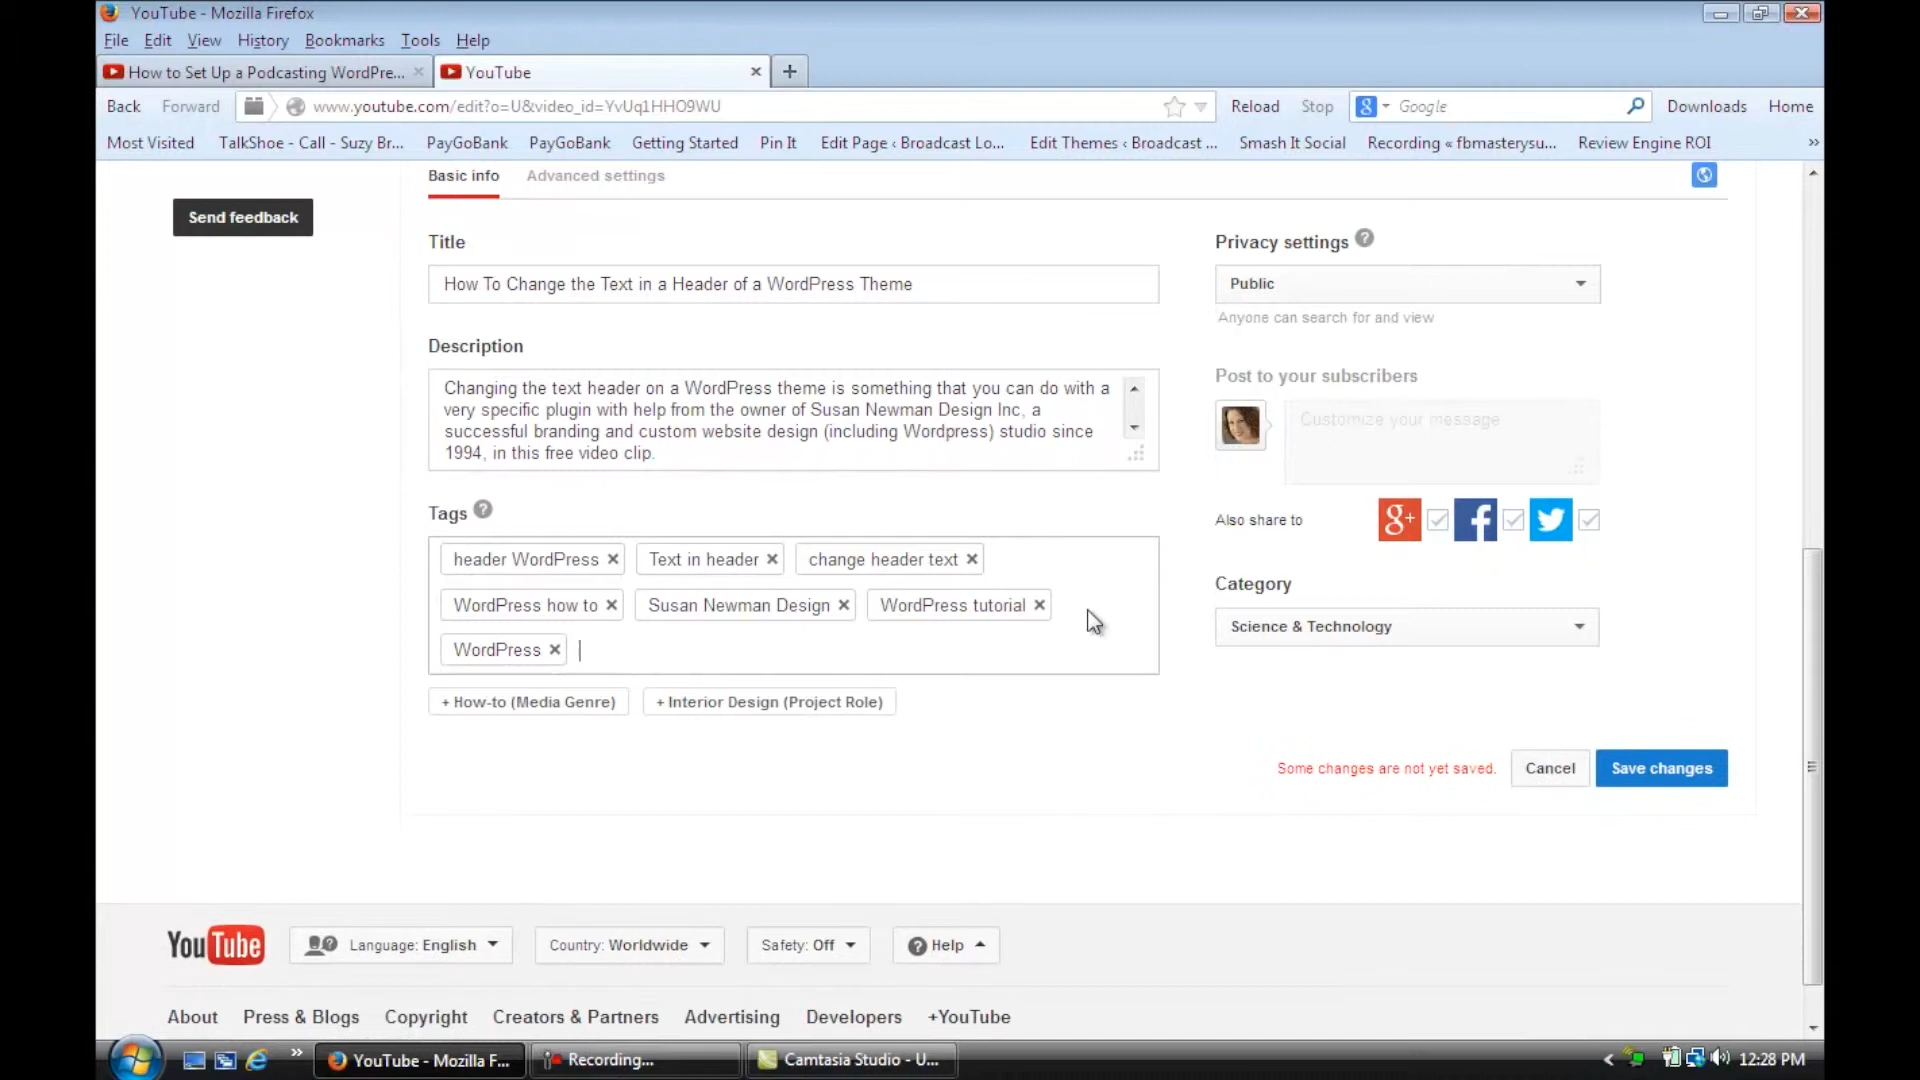 YouTube - Mozilla Firefox
File Edit View History Bookmarks Tools Help
How to Set Up a Podcasting WordPre...
YouTube
Back Forward www.youtube.com/edit?o=U&video_id=YvUq1HHO9WU Reload Stop Google Downloads Home
Most Visited TalkShoe - Call - Suzy Br... PayGoBank PayGoBank Getting Started Pin It Edit Page ‹ Broadcast Lo... Edit Themes ‹ Broadcast ... Smash It Social Recording « fbmasterysu... Review Engine ROI »
Basic info Advanced settings
Send feedback
Title
How To Change the Text in a Header of a WordPress Theme
Description
Changing the text header on a WordPress theme is something that you can do with a
very specific plugin with help from the owner of Susan Newman Design Inc, a
successful branding and custom website design (including Wordpress) studio since
1994, in this free video clip.
Tags ?
header WordPress Text in header change header text
WordPress how to Susan Newman Design WordPress tutorial
WordPress
+ How-to (Media Genre) + Interior Design (Project Role)
Privacy settings ?
Public
Anyone can search for and view
Post to your subscribers
Customize your message
Also share to g+ f
Category
Science & Technology
Some changes are not yet saved. Cancel Save changes
YouTube Language: English Country: Worldwide Safety: Off ? Help
About Press & Blogs Copyright Creators & Partners Advertising Developers +YouTube
YouTube - Mozilla F... Recording... Camtasia Studio - U... 12:28 PM